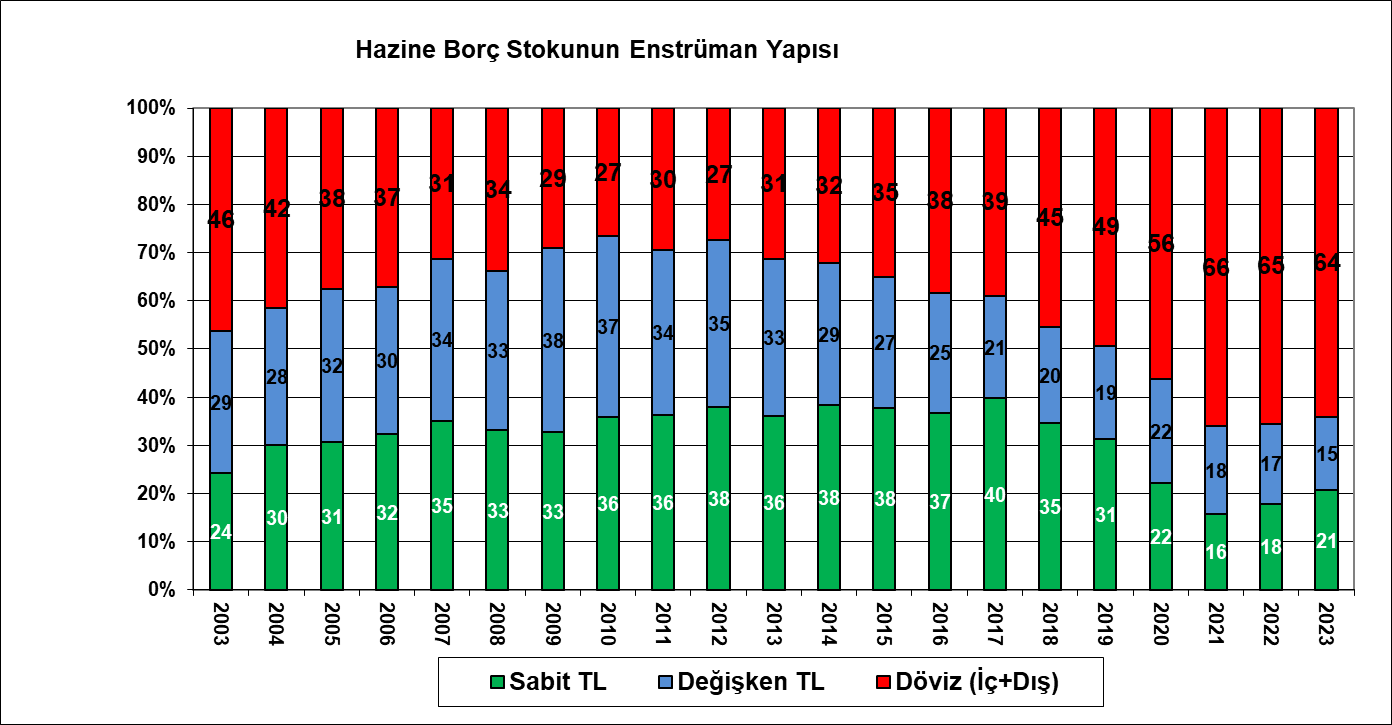 Hazine Borç Stokunun Enstrüman Yapısı
100%
90%
80%
70%
60%
50%
40%
30%
20%
10%
0%
46 42 38 37 31 34 29 27 30 27 31 32 35 38 39 45 49 56 66 65 64
29 28 32 30 34 33 38 37 34 35 33 29 27 25 21 20 19 22 18 17 15
24 30 31 32 35 33 33 36 36 38 36 38 38 37 40 35 31 22 16 18 21
2003 2004 2005 2006 2007 2008 2009 2010 2011 2012 2013 2014 2015 2016 2017 2018 2019 2020 2021 2022 2023
Sabit TL Değişken TL Döviz (İç+Dış)